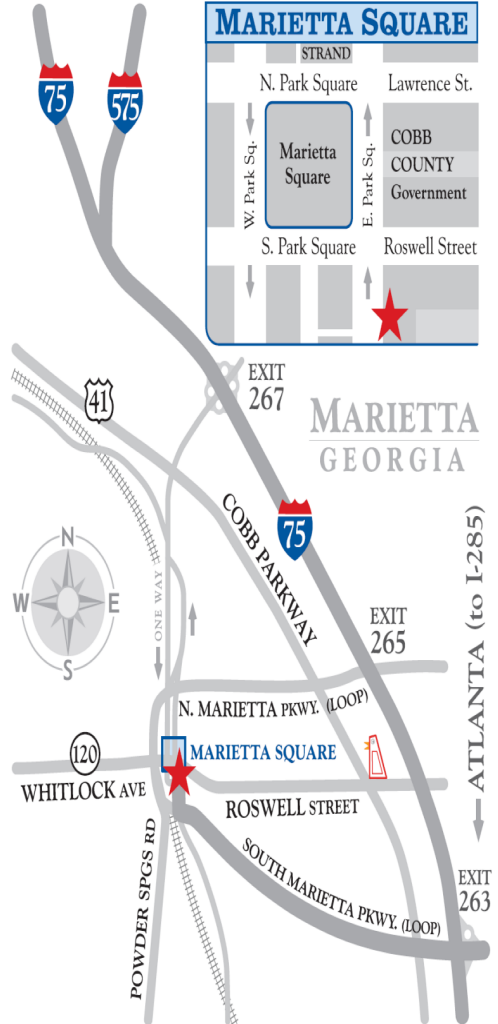 MARIETTA SQUARE
STRAND
N. Park Square
Lawrence St.
W. Park Sq.
Marietta
Square
E. Park Sq.
COBB
COUNTY
Government
S. Park Square
Roswell Street
75
575
EXIT
267
41
MARIETTA
GEORGIA
COBB PARKWAY
75
N
W
E
S
ONE WAY
ATLANTA (to I-285)
EXIT
265
N. MARIETTA PKWY. (LOOP)
120
MARIETTA SQUARE
WHITLOCK AVE
ROSWELL STREET
POWDER SPGS RD
SOUTH MARIETTA PKWY. (LOOP)
EXIT
263